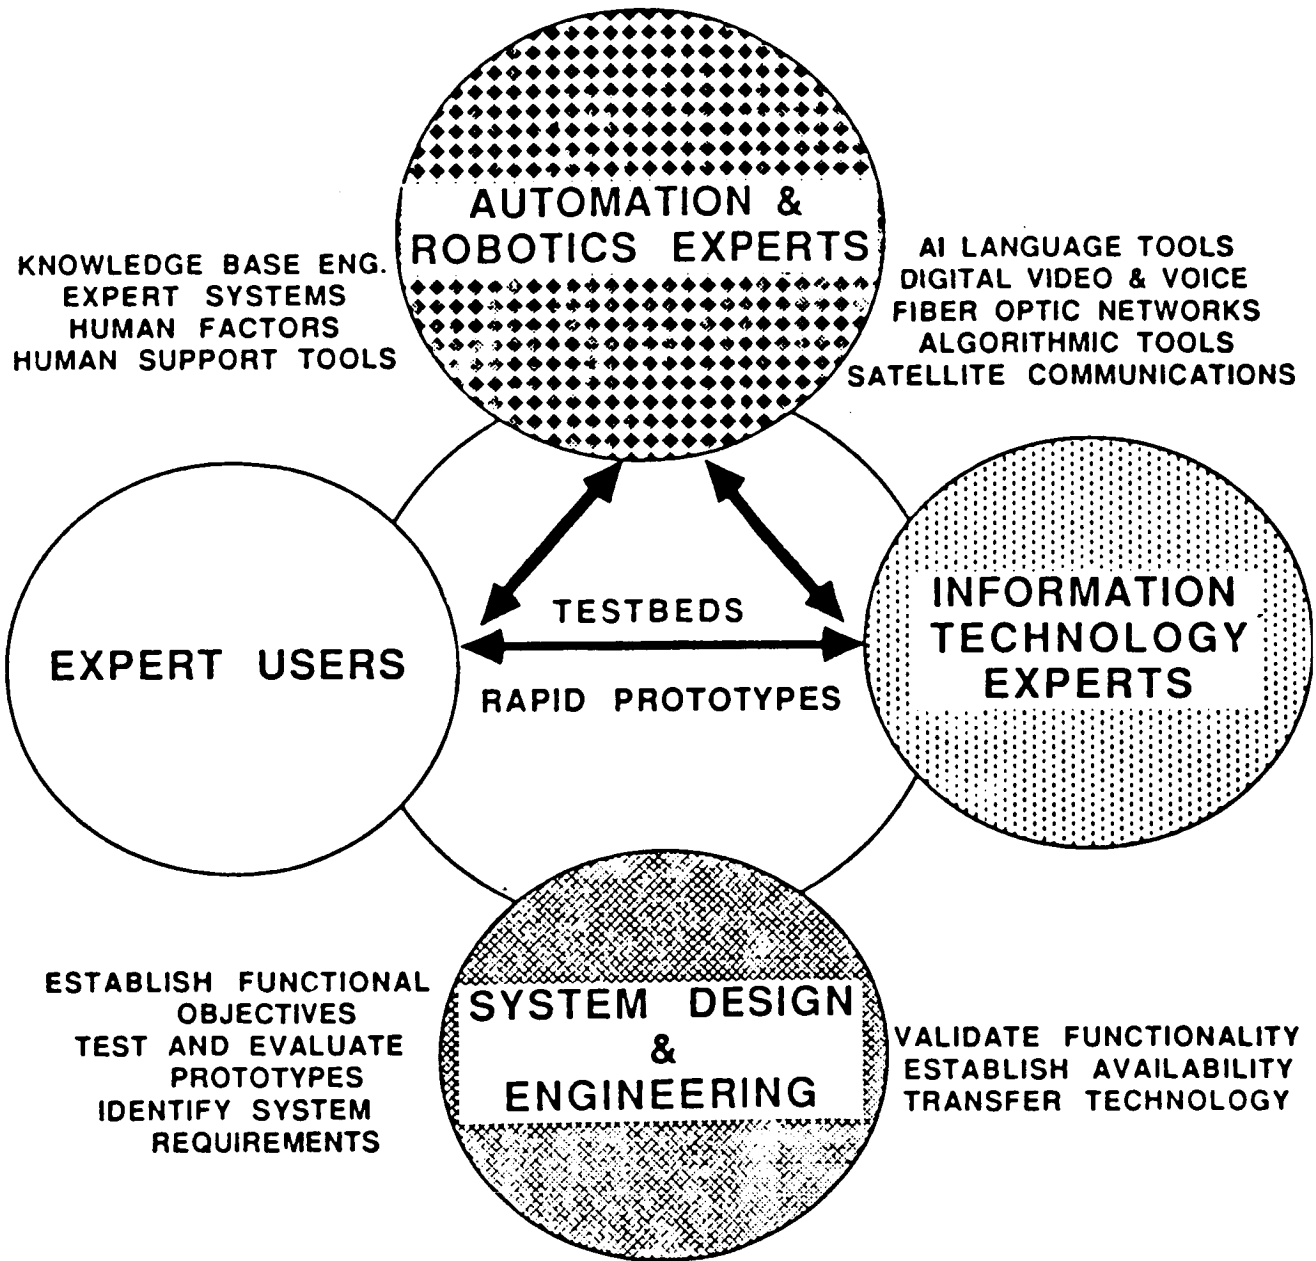 AUTOMATION &
ROBOTICS EXPERTS
KNOWLEDGE BASE ENG.
EXPERT SYSTEMS
HUMAN FACTORS
HUMAN SUPPORT TOOLS
AI LANGUAGE TOOLS
DIGITAL VIDEO & VOICE
FIBER OPTIC NETWORKS
ALGORITHMIC TOOLS
SATELLITE COMMUNICATIONS
EXPERT USERS
TESTBEDS
RAPID PROTOTYPES
INFORMATION
TECHNOLOGY
EXPERTS
ESTABLISH FUNCTIONAL
OBJECTIVES
TEST AND EVALUATE
PROTOTYPES
IDENTIFY SYSTEM
REQUIREMENTS
SYSTEM DESIGN
&
ENGINEERING
VALIDATE FUNCTIONALITY
ESTABLISH AVAILABILITY
TRANSFER TECHNOLOGY